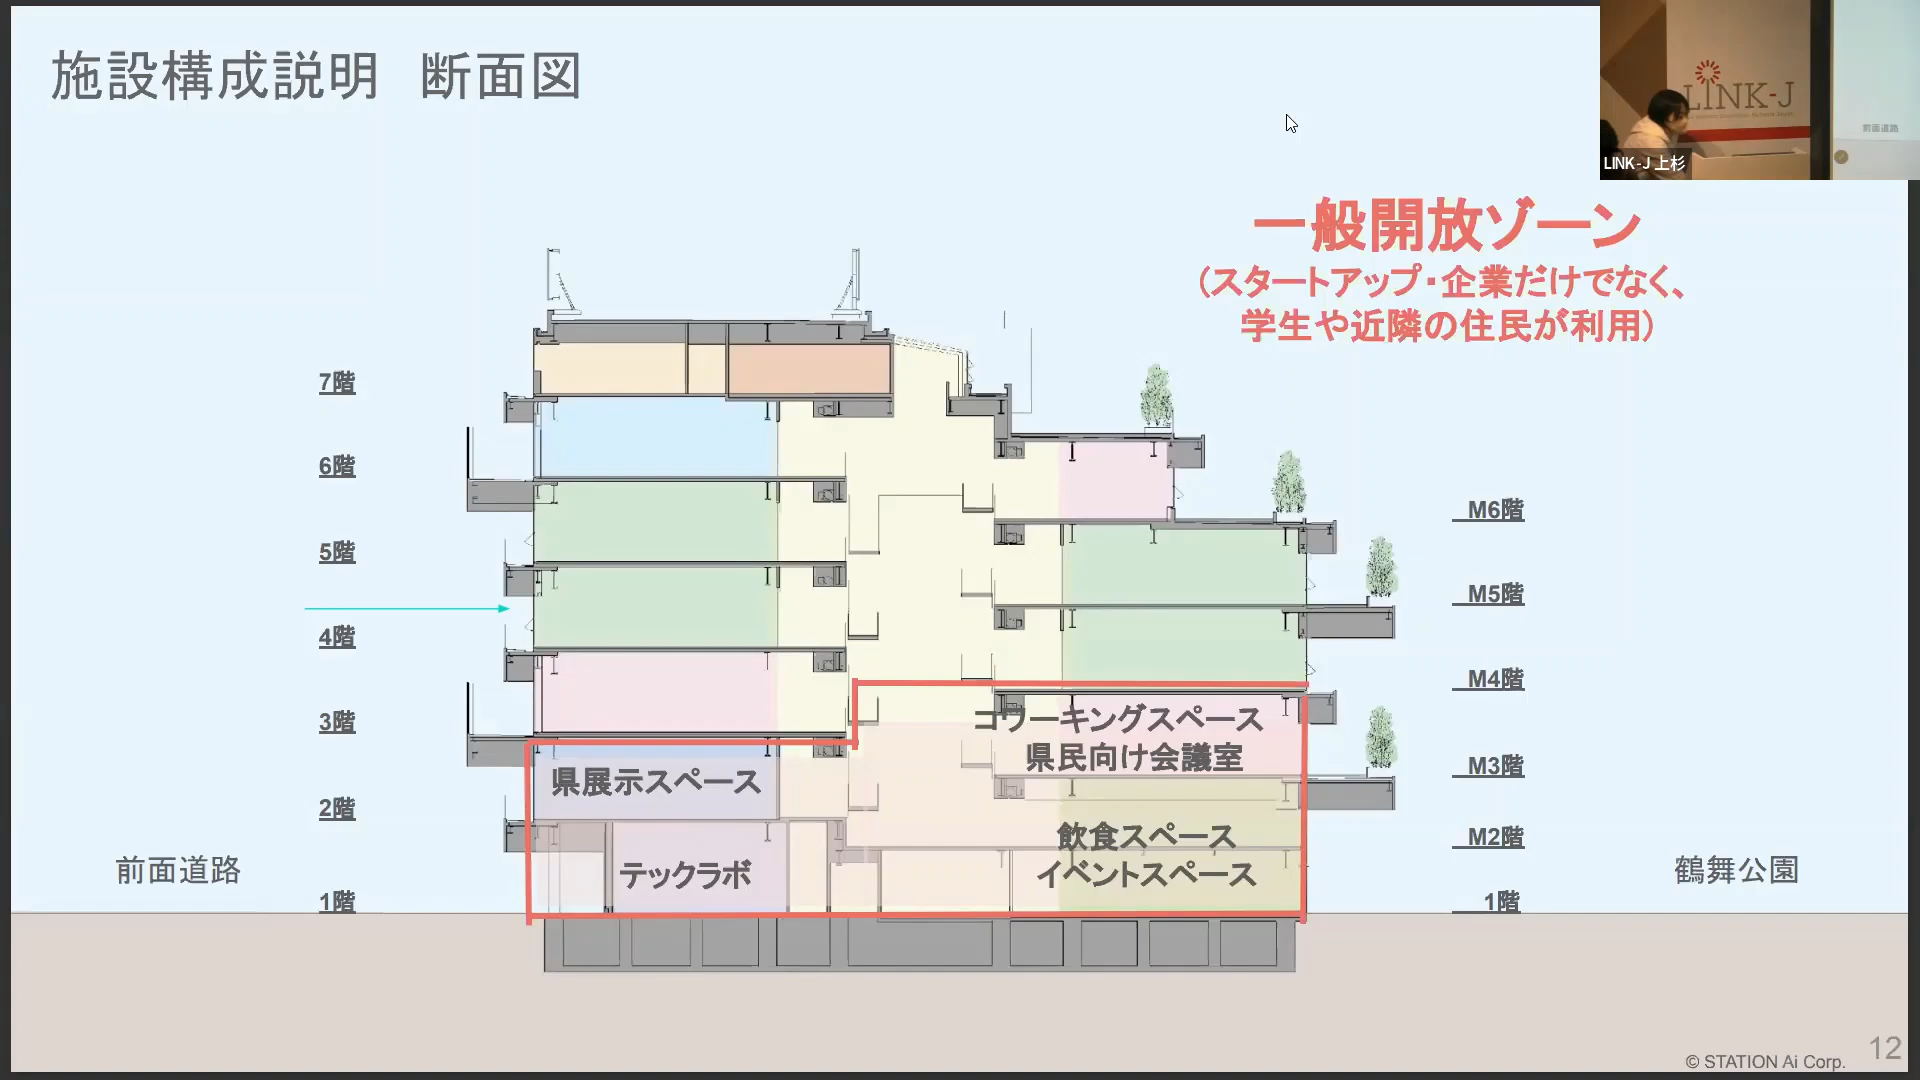 施設構成説明　断面図
LINK-J
前面道路
LINK-J 上杉
一般開放ゾーン
(スタートアップ・企業だけでなく、
学生や近隣の住民が利用)
7階
6階
5階
4階
3階
2階
1階
M6階
M5階
M4階
M3階
M2階
1階
コワーキングスペース
県民向け会議室
県展示スペース
飲食スペース
イベントスペース
テックラボ
前面道路
鶴舞公園
© STATION Ai Corp.
12